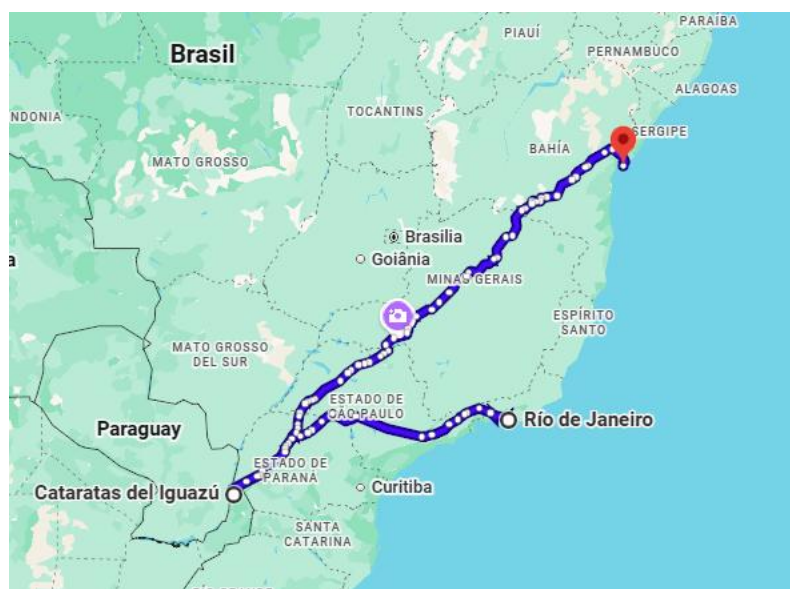 PARAÍBA
PIAUÍ
Brasil
PERNAMBUCO
ALAGOAS
TOCANTINS
NDONIA
SERGIPE
BAHÍA
MATO GROSSO
Brasilia
a
Goiânia
MINAS GERAIS
ESPÍRITO
SANTO
MATO GROSSO
DEL SUR
ESTADO DE
SÃO PAULO
Río de Janeiro
Paraguay
ESTADO DE
PARANÁ
Cataratas del Iguazú
Curitiba
SANTA
CATARINA